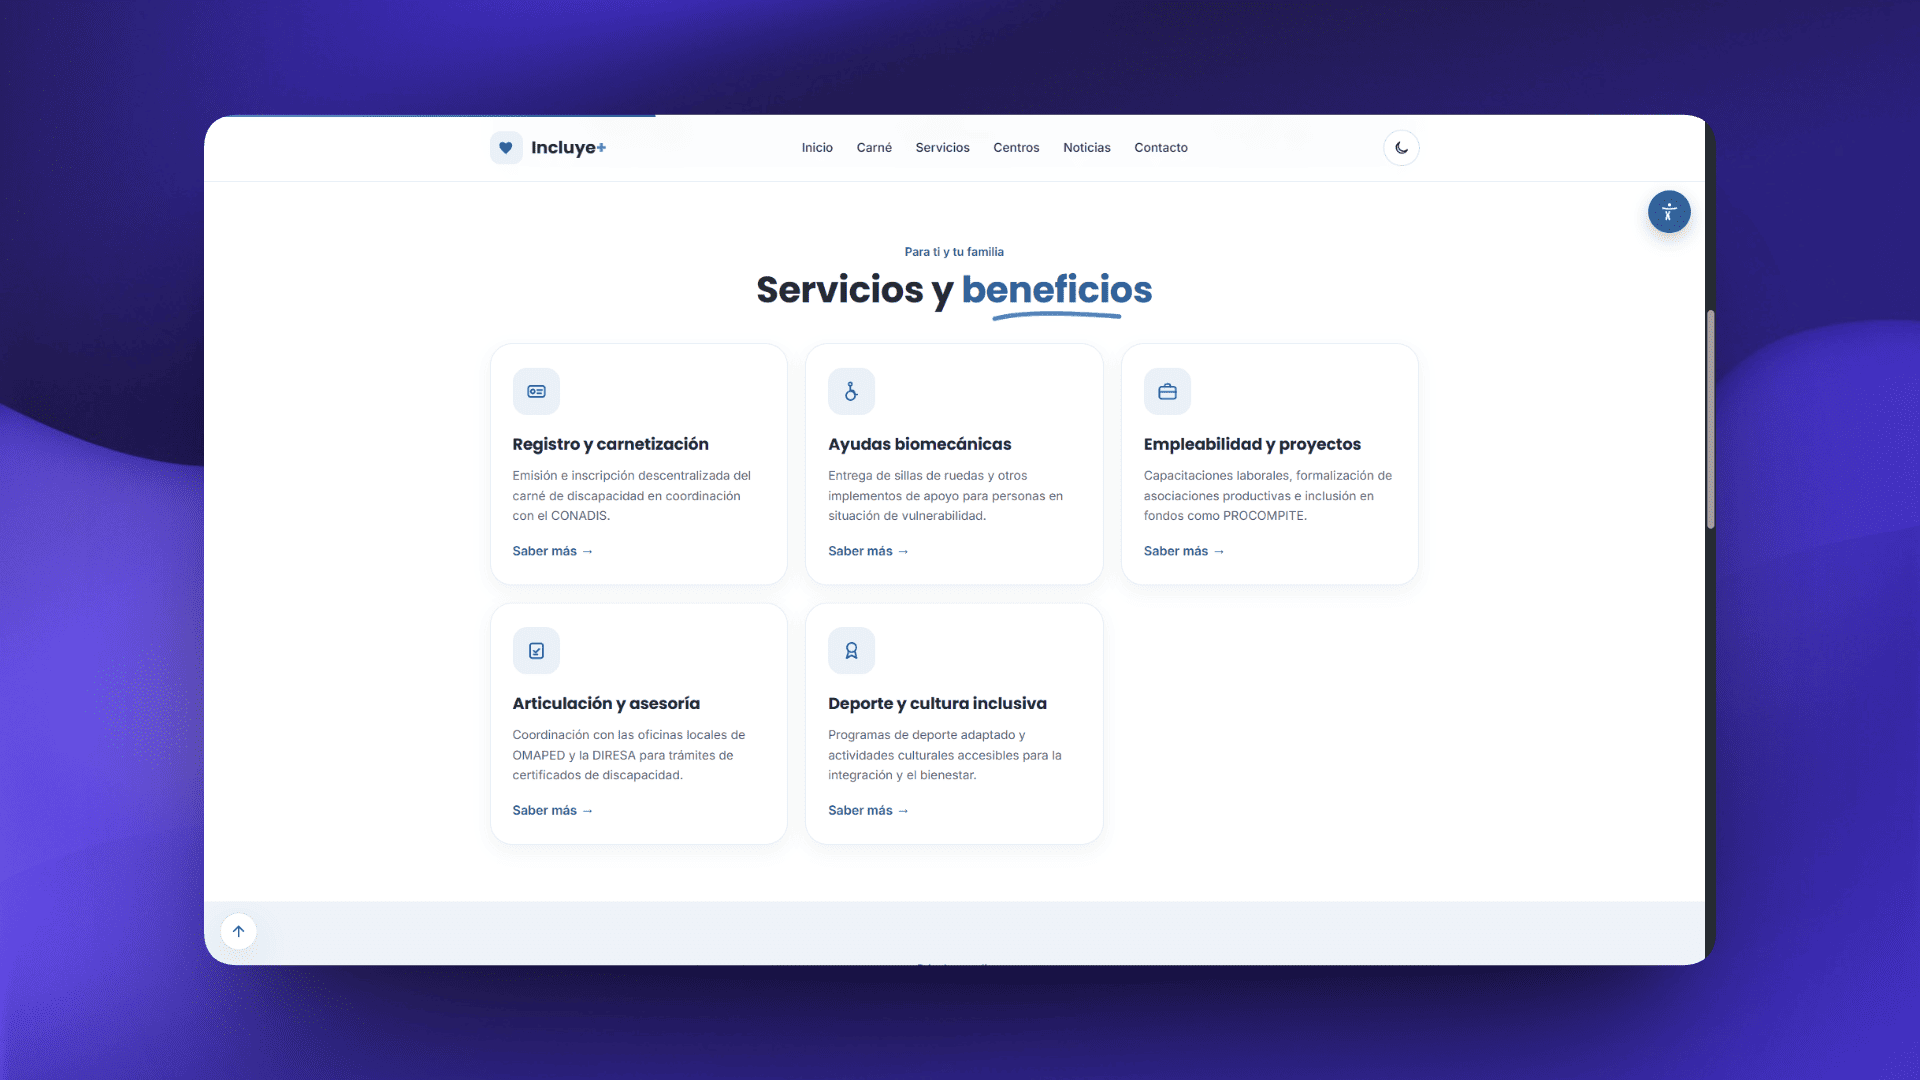 Incluye+
Inicio
Carné
Servicios
Centros
Noticias
Contacto
Para ti y tu familia
Servicios y beneficios
Registro y carnetización
Emisión e inscripción descentralizada del
carné de discapacidad en coordinación
con el CONADIS.
Saber más →
Ayudas biomecánicas
Entrega de sillas de ruedas y otros
implementos de apoyo para personas en
situación de vulnerabilidad.
Saber más →
Empleabilidad y proyectos
Capacitaciones laborales, formalización de
asociaciones productivas e inclusión en
fondos como PROCOMPITE.
Saber más →
Articulación y asesoría
Coordinación con las oficinas locales de
OMAPED y la DIRESA para trámites de
certificados de discapacidad.
Saber más →
Deporte y cultura inclusiva
Programas de deporte adaptado y
actividades culturales accesibles para la
integración y el bienestar.
Saber más →